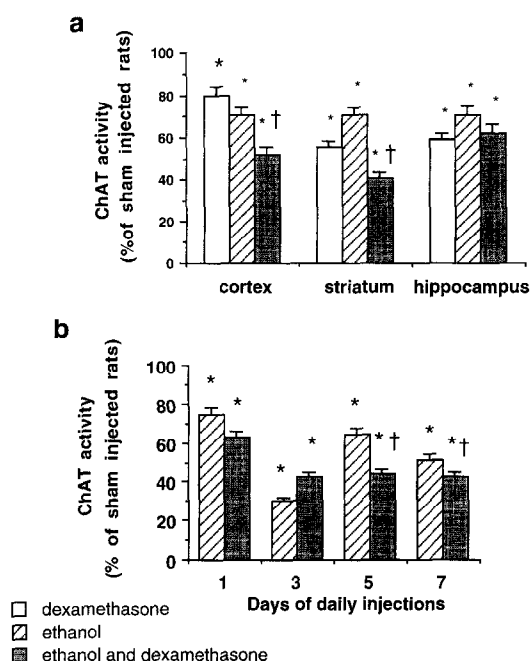 a
ChAT activity
(%of sham injected rats)
100
80
60
40
20
0
* * * †
* * * †
* * *
cortex striatum hippocampus
b
ChAT activity
(% of sham injected rats)
100
80
60
40
20
0
* *
* *
* * †
* * †
1 3 5 7
Days of daily injections
dexamethasone
ethanol
ethanol and dexamethasone